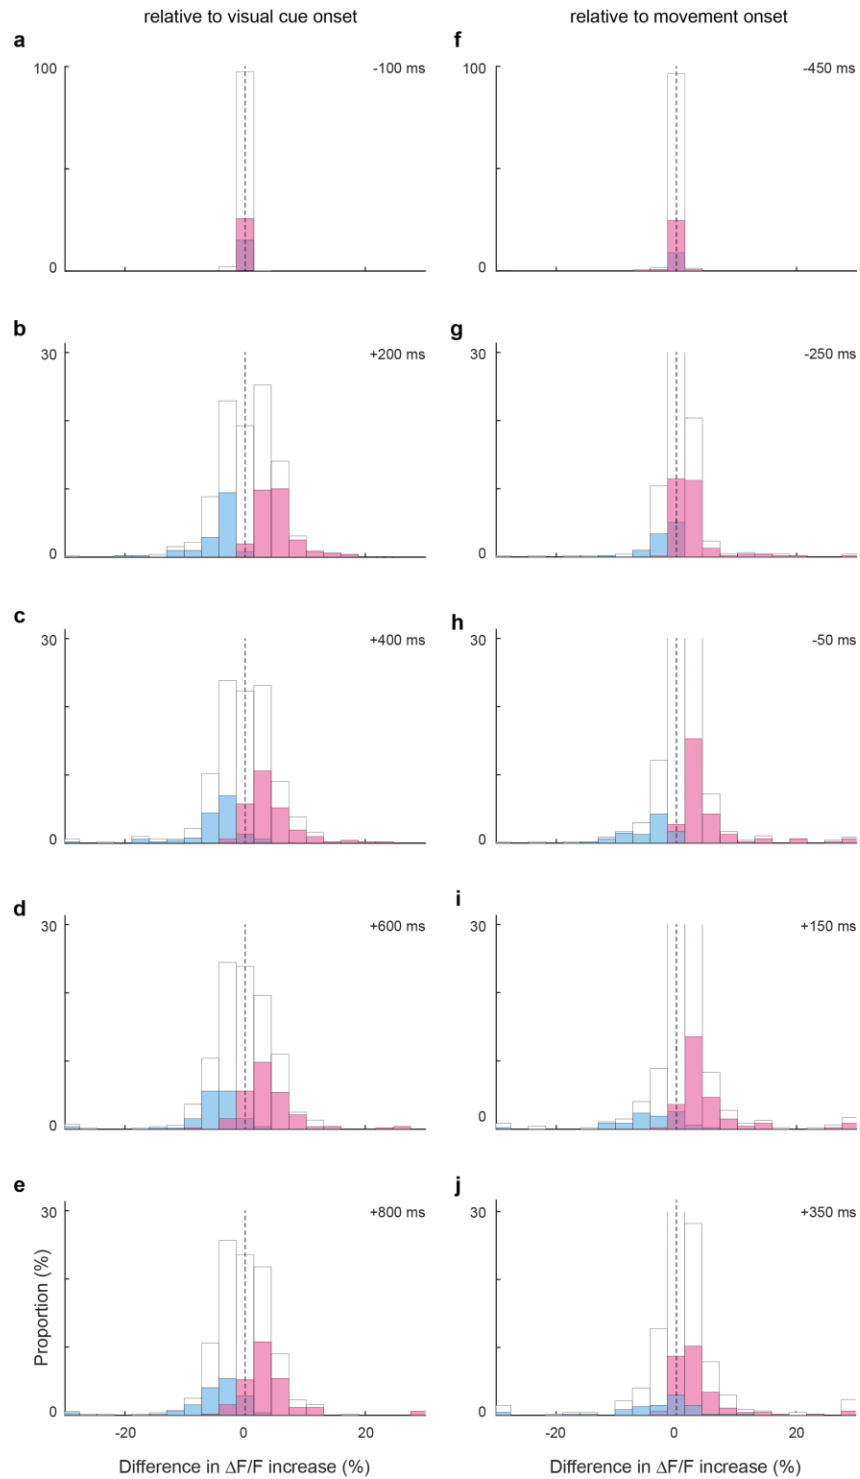 relative to visual cue onset
relative to movement onset
a
-100 ms
100
0
f
-450 ms
100
0
b
+200 ms
30
0
g
-250 ms
30
0
c
+400 ms
30
0
h
-50 ms
30
0
d
+600 ms
30
0
i
+150 ms
30
0
e
+800 ms
30
0
Proportion (%)
-20
0
20
Difference in ΔF/F increase (%)
j
+350 ms
30
0
-20
0
20
Difference in ΔF/F increase (%)